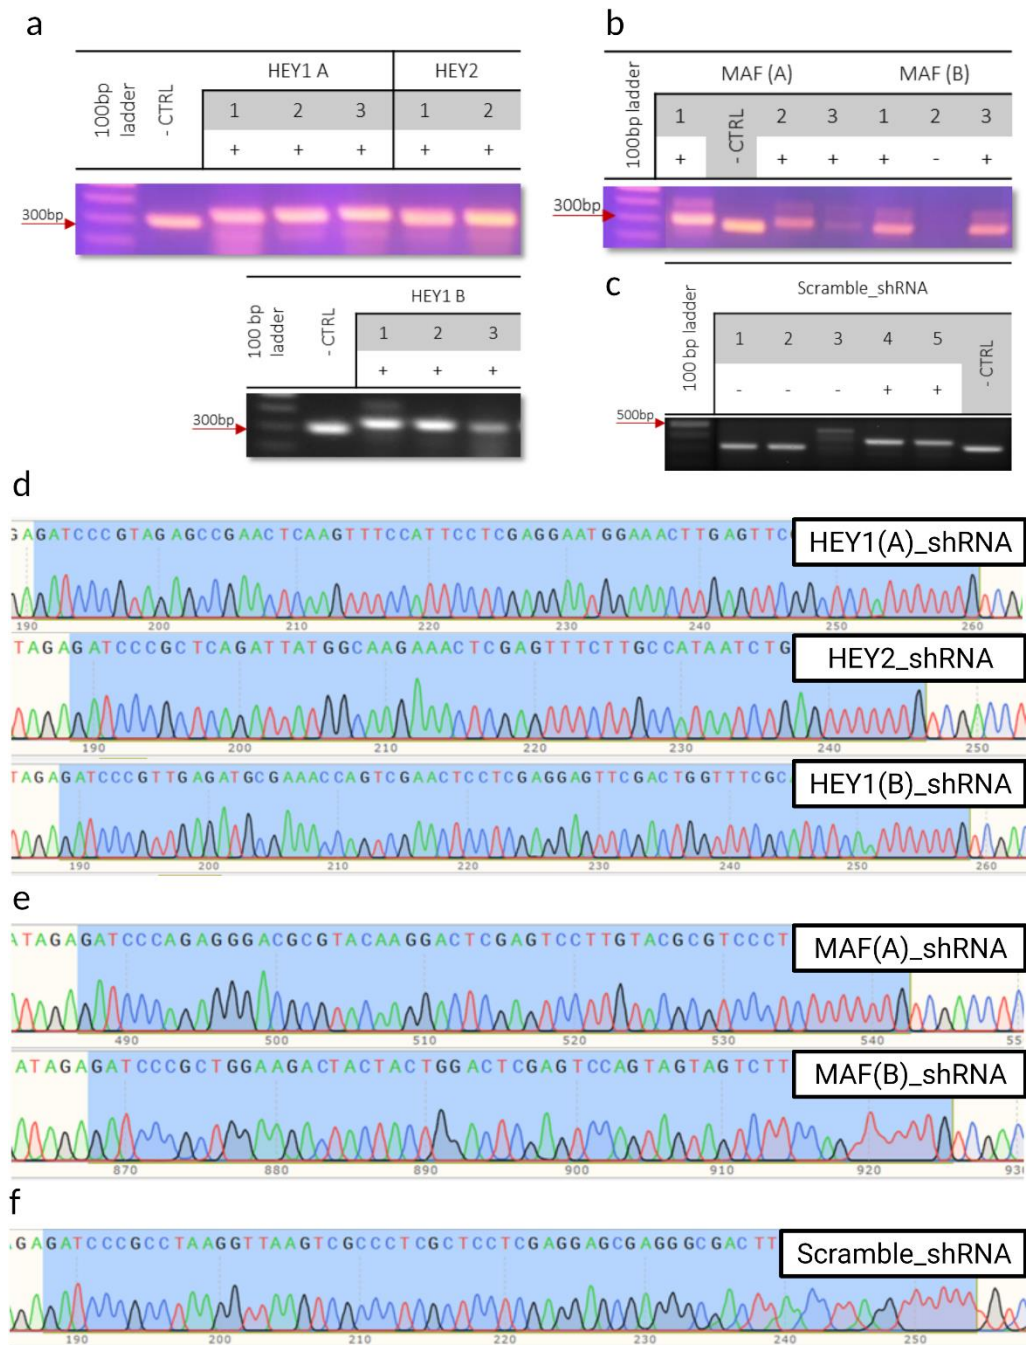 a
HEY1 A HEY2
100bp ladder
- CTRL
1 2 3 1 2
+ + + + +
300bp
HEY1 B
100 bp ladder
- CTRL
1 2 3
+ + +
300bp
b
MAF (A) MAF (B)
100bp ladder
1 - CTRL 2 3 1 2 3
+ + + + - +
300bp
c
Scramble_shRNA
100 bp ladder
1 2 3 4 5 - CTRL
- - - + +
500bp
d
GAGATCCCGTAGAGCCGAACTCAAGTTTCCATTCCTCGAGGAATGGAAACTTGAGTTC
HEY1(A)_shRNA
190 200 210 220 230 240 250 260
TAGAGATCCCGCTCAGATTATGGCAAGAAACTCGAGTTTCTTGCCATAATCTG
HEY2_shRNA
190 200 210 220 230 240 250
TAGAGATCCCGTTGAGATGCGAAACCAGTCGAACTCCTCGAGGAGTTCGACTGGTTTCGC
HEY1(B)_shRNA
190 200 210 220 230 240 250 260
e
ATAGAGATCCCAGAGGGACGCGTACAAGGACTCGAGTCCTTGTACGCGTCCCT
MAF(A)_shRNA
490 500 510 520 530 540 55
ATAGAGATCCCGCTGGAAGACTACTACTGGACTCGAGTCCAGTAGTAGTCTT
MAF(B)_shRNA
870 880 890 900 910 920 930
f
GAGATCCCGCCTAAGGTTAAGTCGCCCTCGCTCCTCGAGGAGCGAGGGCGACTT
Scramble_shRNA
190 200 210 220 230 240 250